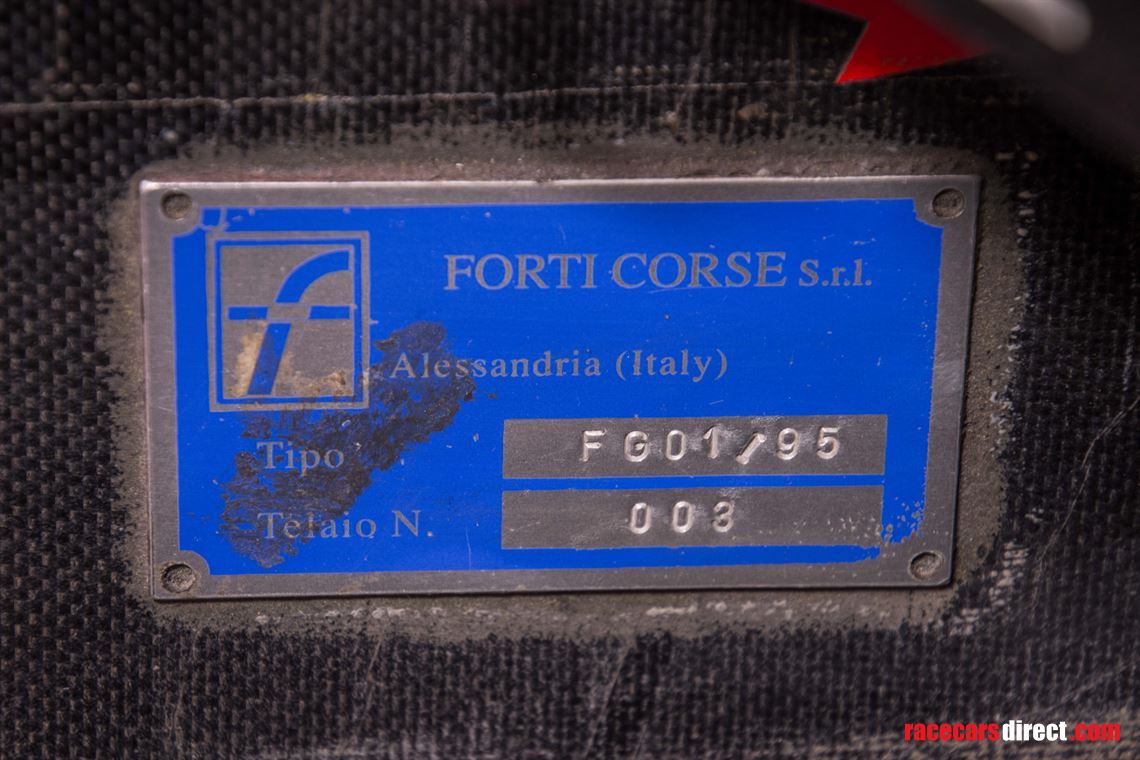 FORTI CORSE S.r.l.
Alessandria (Italy)
Tipo FG01/95
Telaio N. 003
racecarsdirect.com